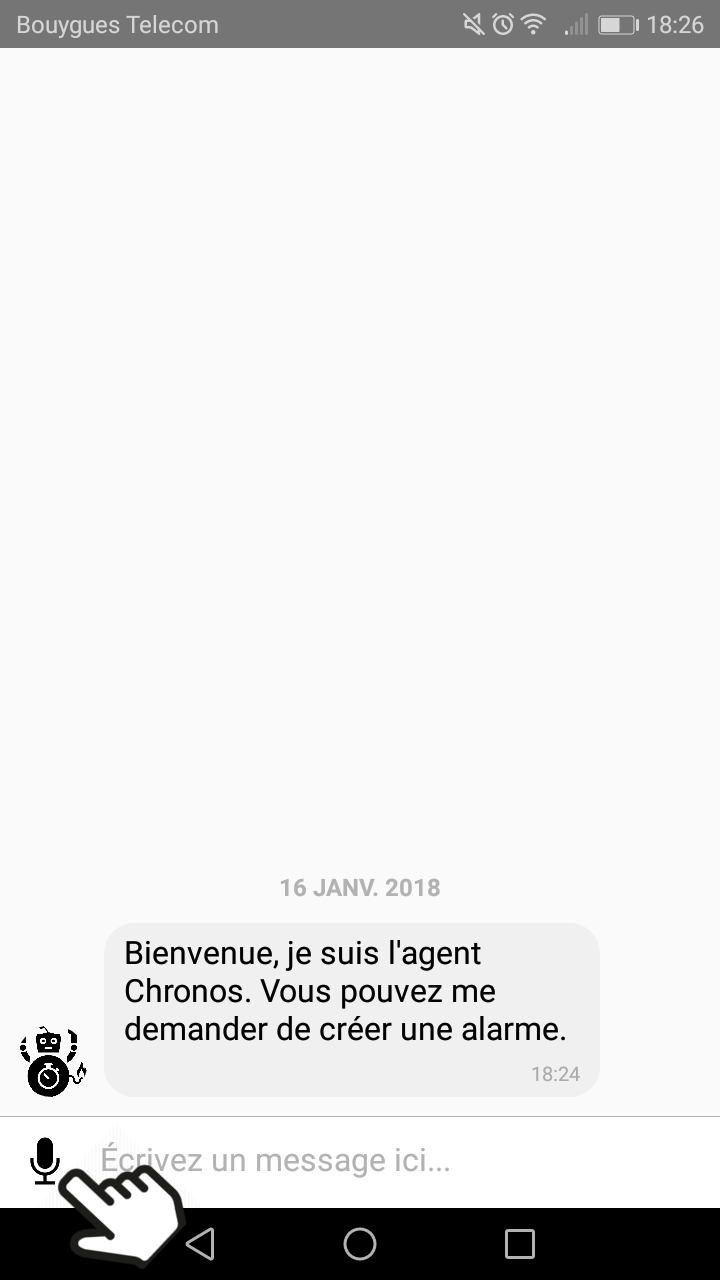 Bouygues Telecom 18:26
16 JANV. 2018
Bienvenue, je suis l'agent
Chronos. Vous pouvez me
demander de créer une alarme.
18:24
Écrivez un message ici...